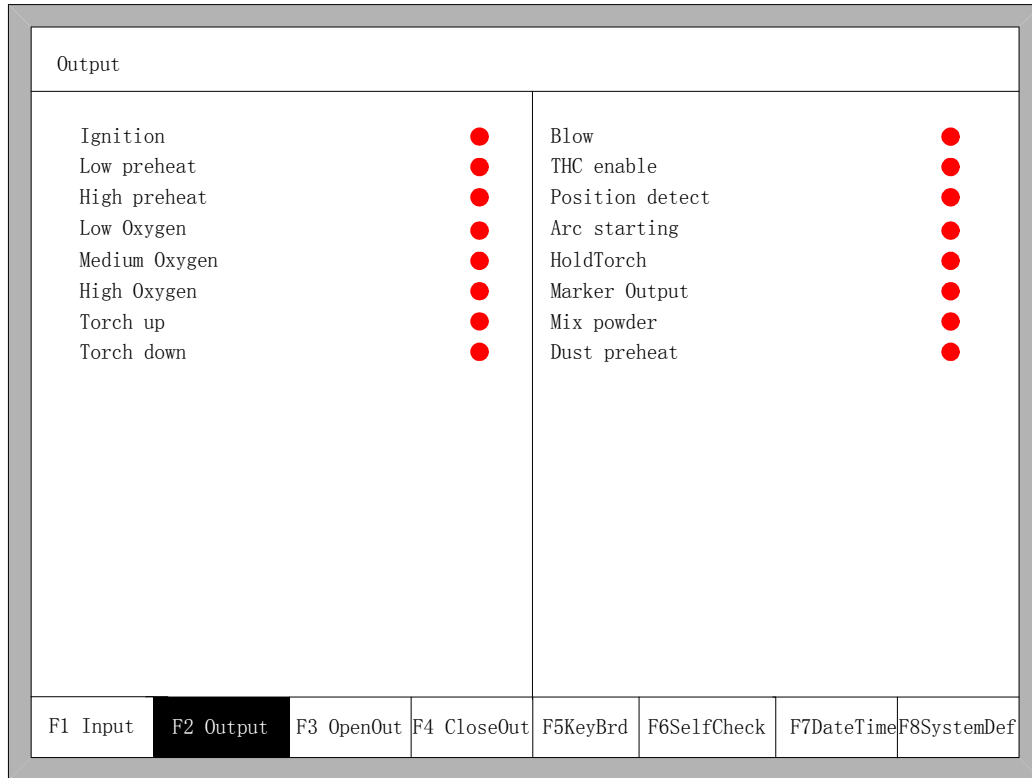 Output
Ignition
Low preheat
High preheat
Low Oxygen
Medium Oxygen
High Oxygen
Torch up
Torch down
Blow
THC enable
Position detect
Arc starting
HoldTorch
Marker Output
Mix powder
Dust preheat
F1 Input F2 Output F3 OpenOut F4 CloseOut F5KeyBrd F6SelfCheck F7DateTime F8SystemDef